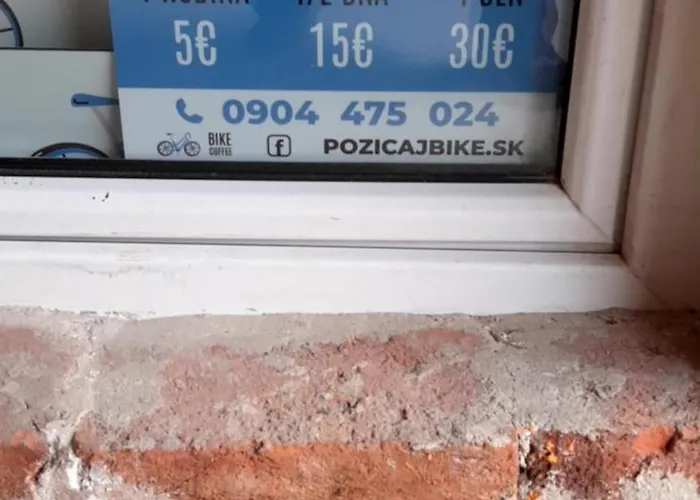 5€ 15€ 30€
0904 475 024
BIKE
COFFEE
POZICAJBIKE.SK